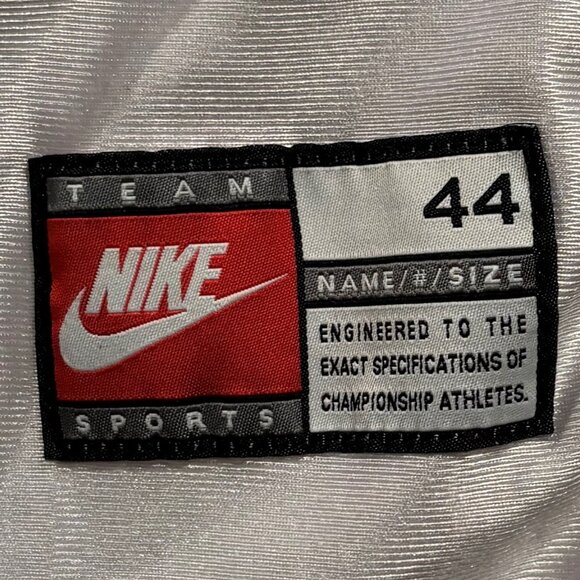 TEAM
NIKE
SPORTS
44
NAME/#/SIZE
ENGINEERED TO THE
EXACT SPECIFICATIONS OF
CHAMPIONSHIP ATHLETES.